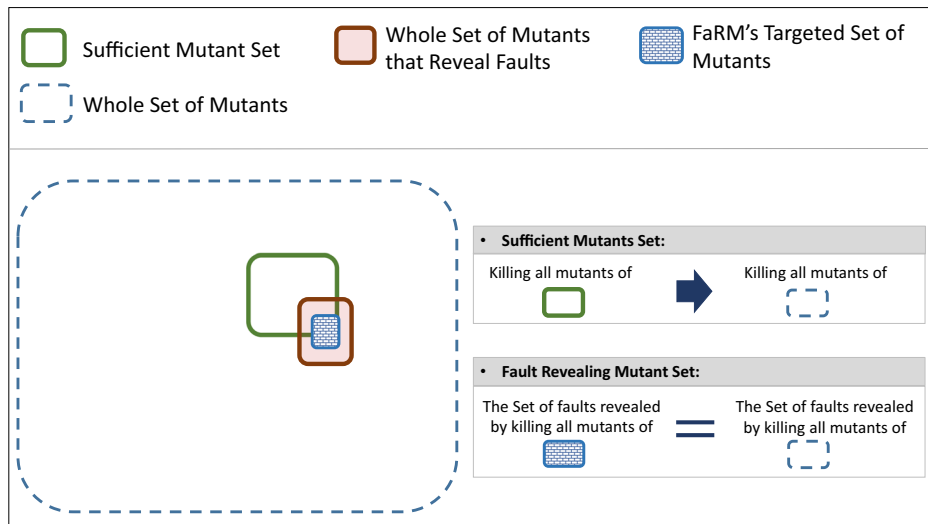 Sufficient Mutant Set
Whole Set of Mutants
that Reveal Faults
FaRM's Targeted Set of
Mutants
Whole Set of Mutants
• Sufficient Mutants Set:
Killing all mutants of
Killing all mutants of
• Fault Revealing Mutant Set:
The Set of faults revealed
by killing all mutants of
The Set of faults revealed
by killing all mutants of